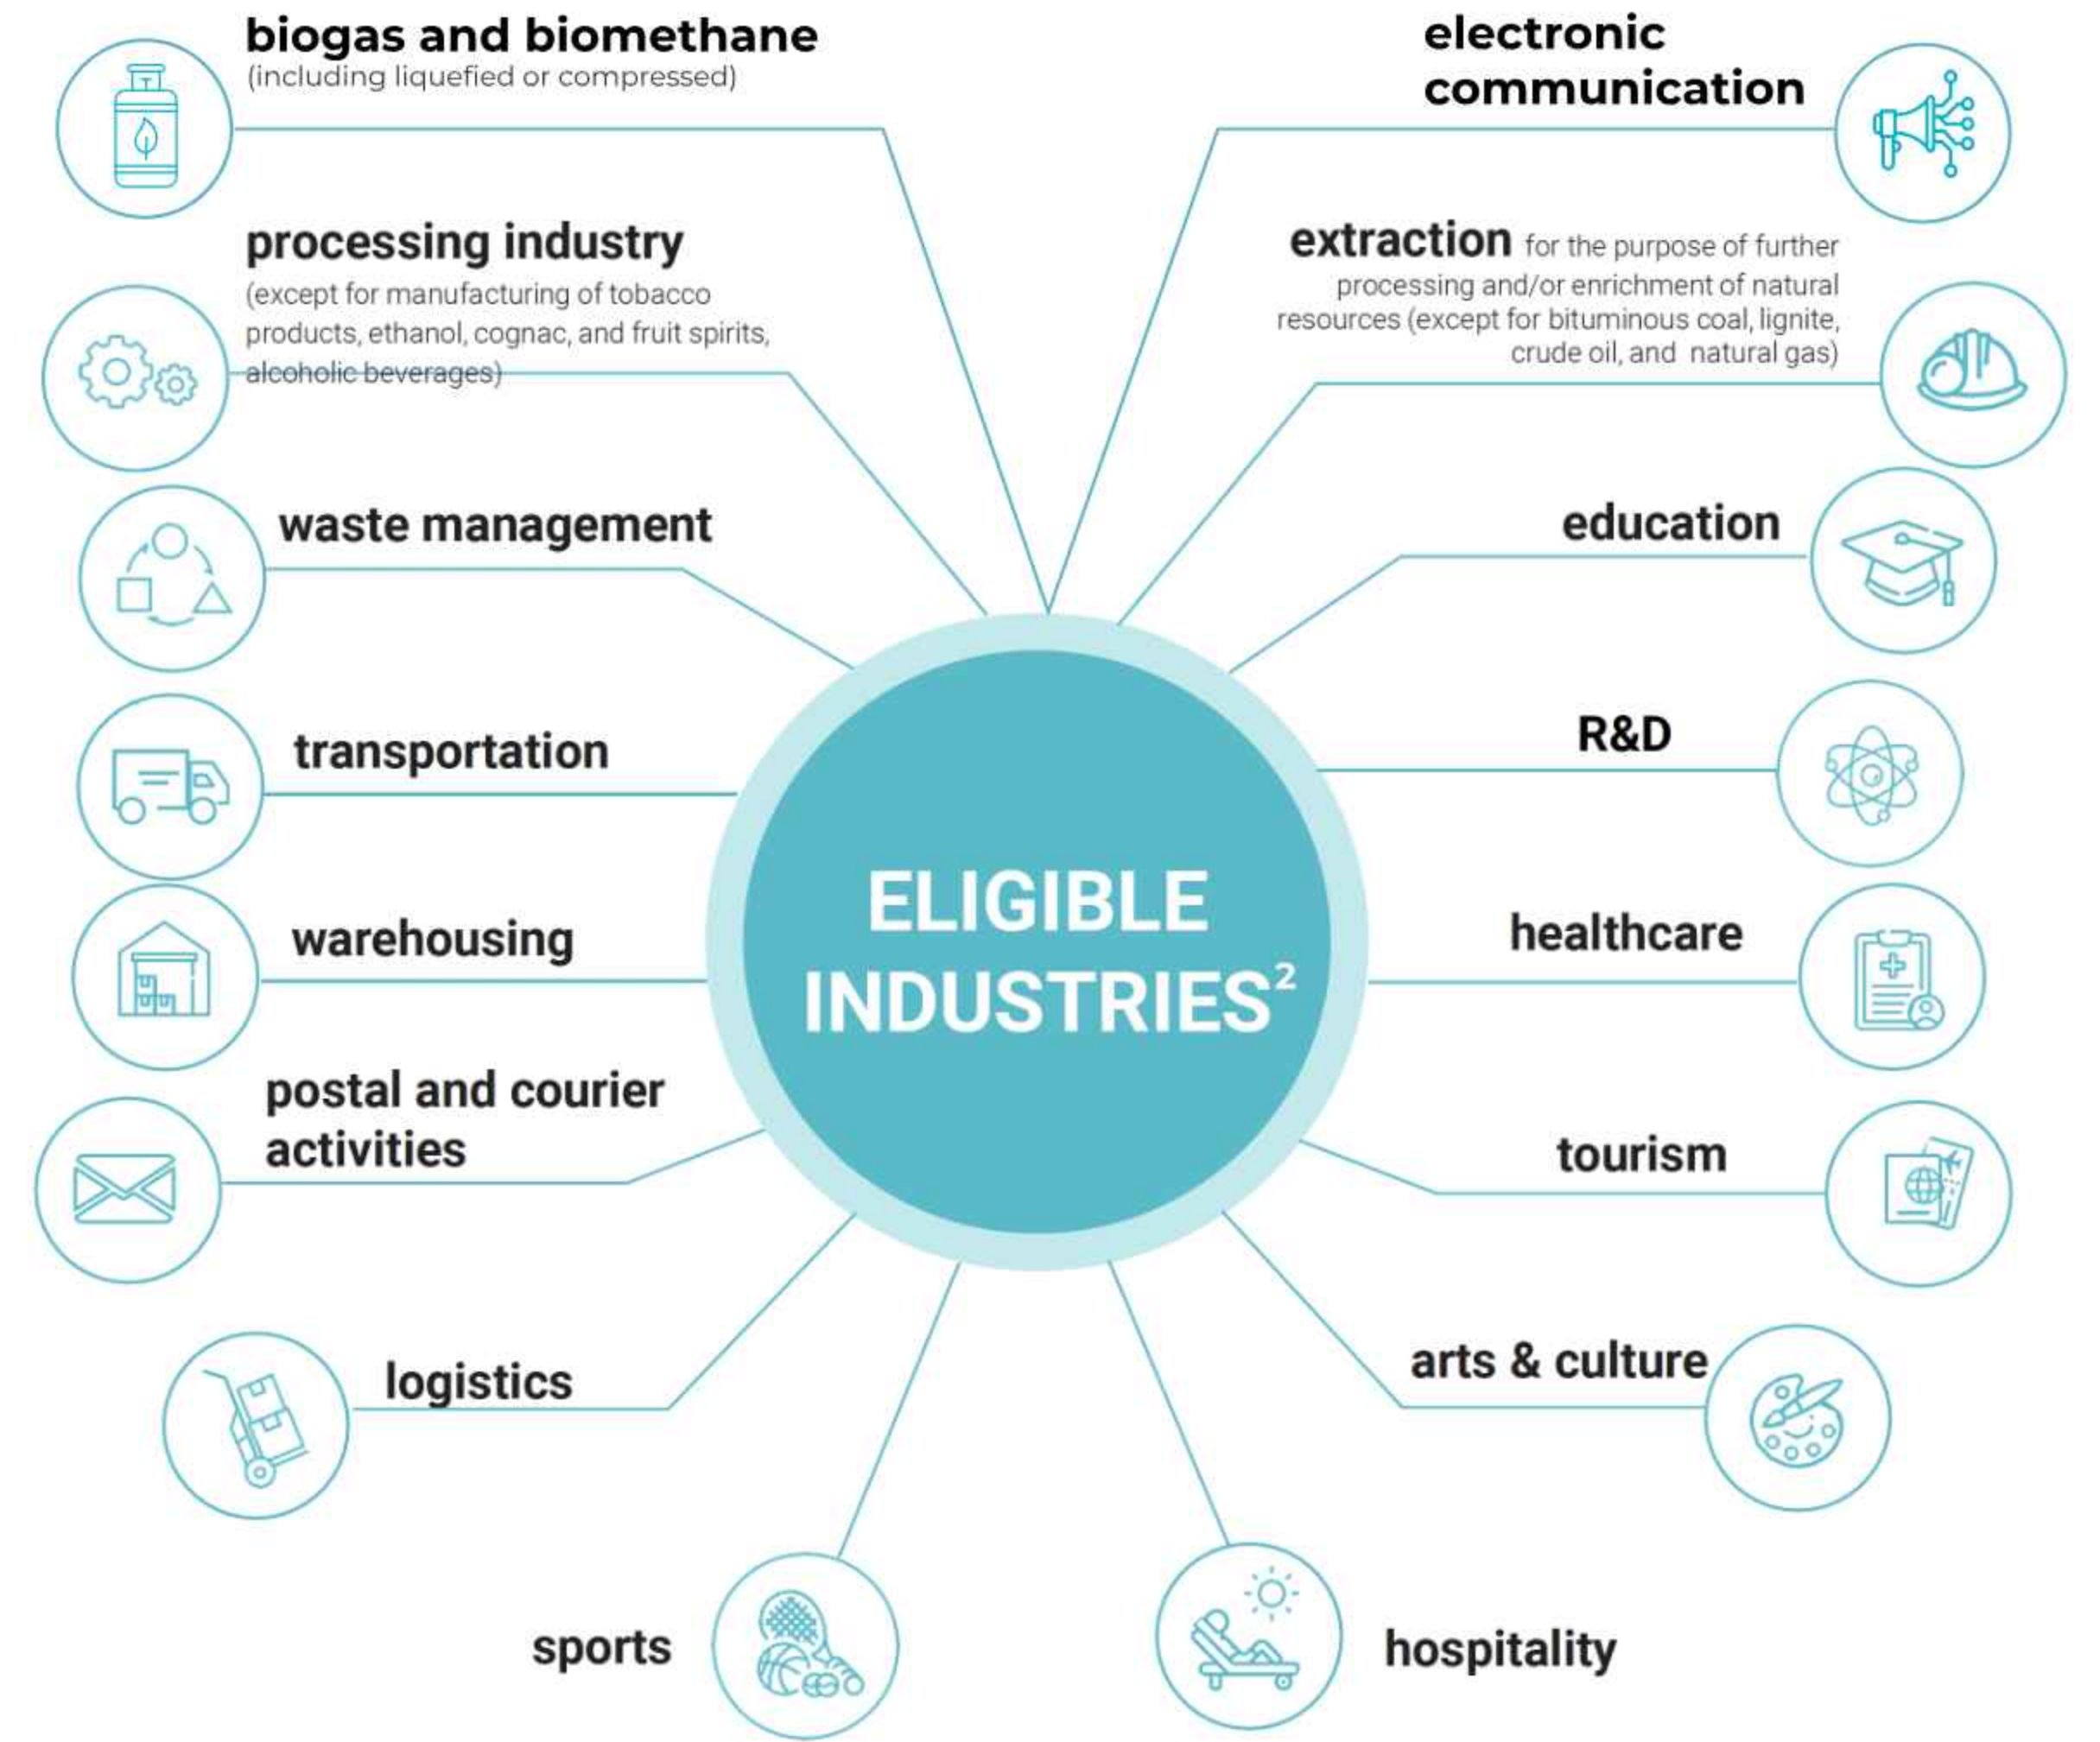 biogas and biomethane
(including liquefied or compressed)
processing industry
(except for manufacturing of tobacco
products, ethanol, cognac, and fruit spirits,
alcoholic beverages)
waste management
transportation
warehousing
postal and courier
activities
logistics
sports
ELIGIBLE
INDUSTRIES²
electronic
communication
extraction for the purpose of further
processing and/or enrichment of natural
resources (except for bituminous coal, lignite,
crude oil, and natural gas)
education
R&D
healthcare
tourism
arts & culture
hospitality